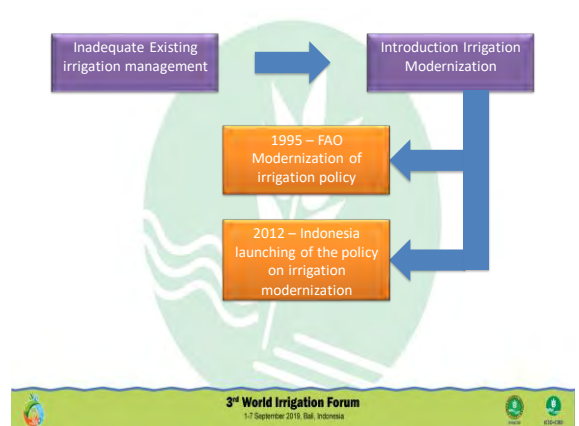 Inadequate Existing
irrigation management
Introduction Irrigation
Modernization
1995 – FAO
Modernization of
irrigation policy
2012 – Indonesia
launching of the policy
on irrigation
modernization
3rd World Irrigation Forum
1-7 September 2019, Bali, Indonesia